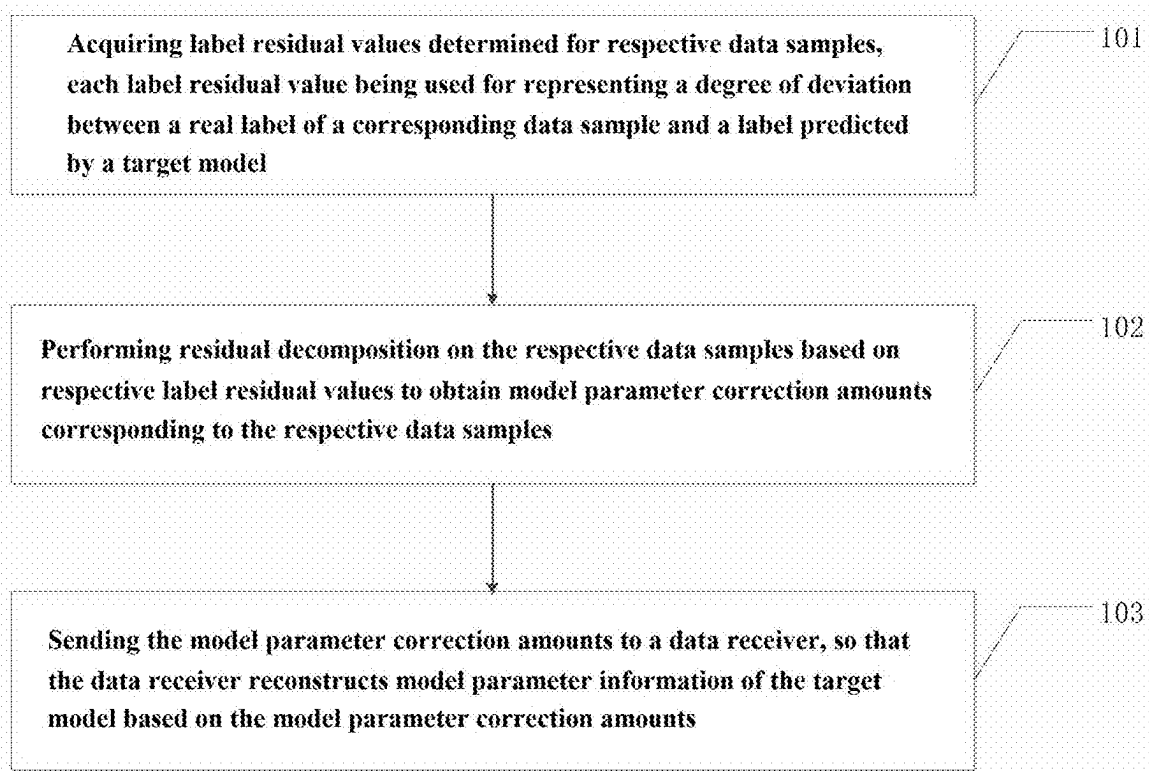 Acquiring label residual values determined for respective data samples,
101
each label residual value being used for representing a degree of deviation
between a real label of a corresponding data sample and a label predicted
by a target model
102
Performing residual decomposition on the respective data samples based on
respective label residual values to obtain model parameter correction amounts
corresponding to the respective data samples
103
Sending the model parameter correction amounts to a data receiver, so that
the data receiver reconstructs model parameter information of the target
model based on the model parameter correction amounts